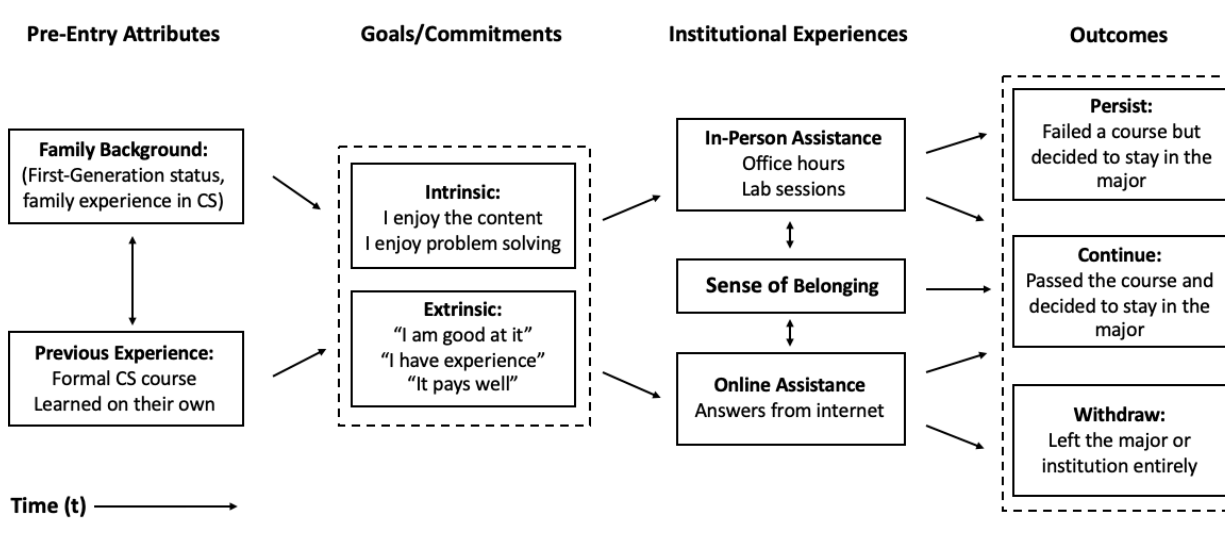 Pre-Entry Attributes
Goals/Commitments
Institutional Experiences
Outcomes
Family Background:
(First-Generation status,
family experience in CS)
Previous Experience:
Formal CS course
Learned on their own
Intrinsic:
I enjoy the content
I enjoy problem solving
Extrinsic:
“I am good at it”
“I have experience”
“It pays well”
In-Person Assistance
Office hours
Lab sessions
Sense of Belonging
Online Assistance
Answers from internet
Persist:
Failed a course but
decided to stay in the
major
Continue:
Passed the course and
decided to stay in the
major
Withdraw:
Left the major or
institution entirely
Time (t)